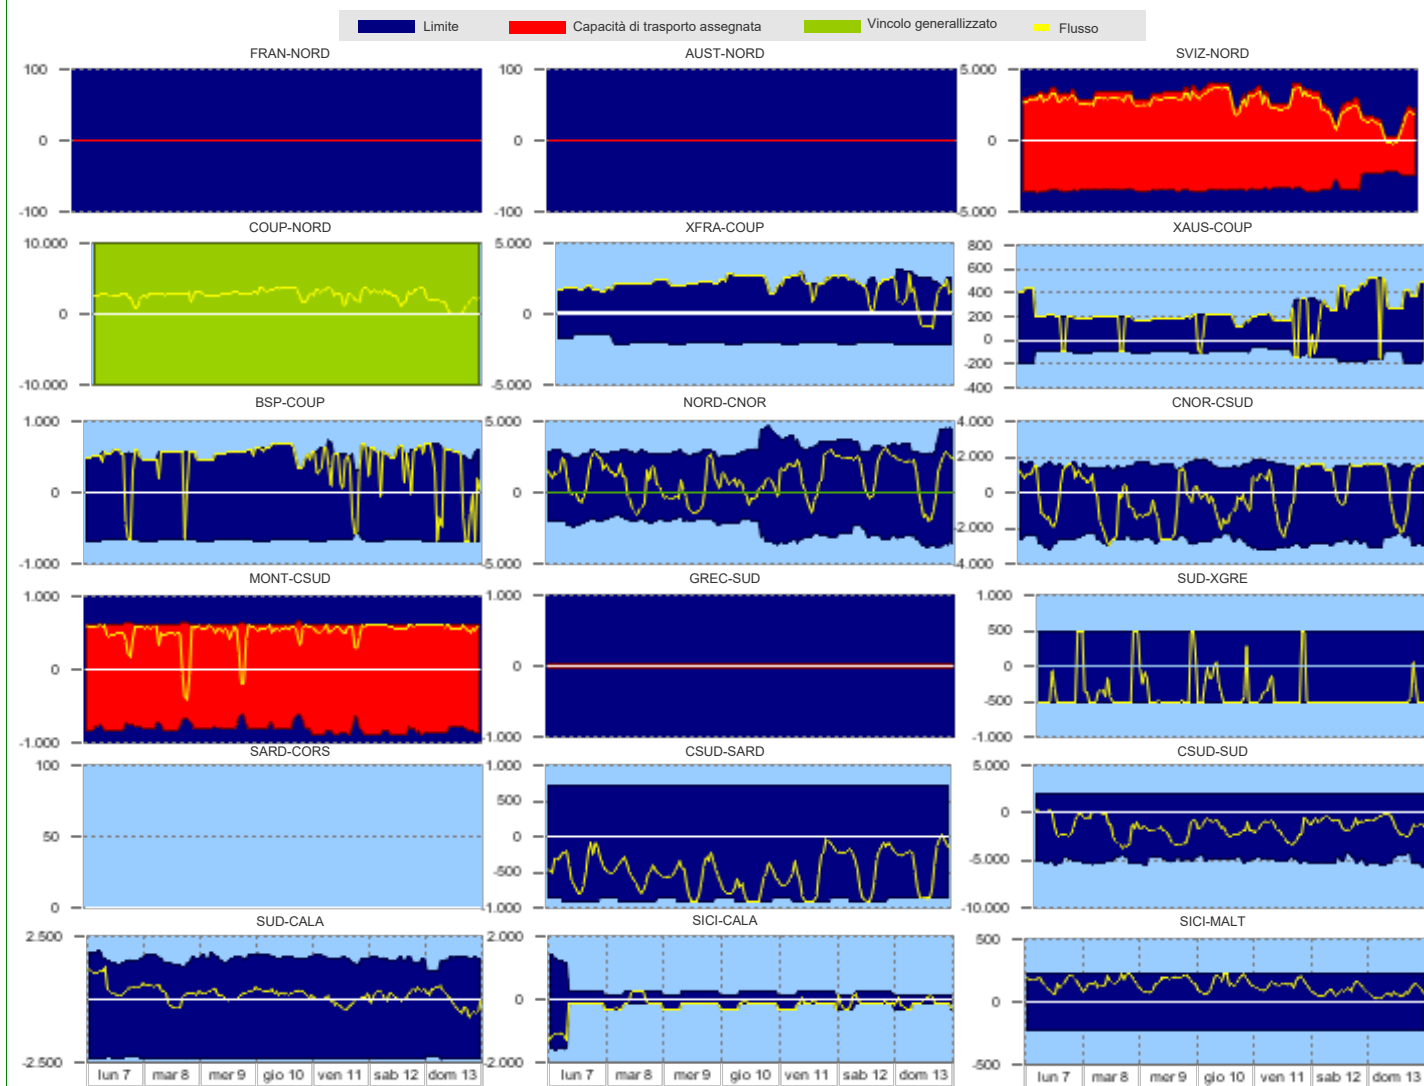 Limite Capacità di trasporto assegnata Vincolo generallizzato Flusso
FRAN-NORD AUST-NORD SVIZ-NORD
100 100 5.000
0 0 0
-100 -100 -5.000
COUP-NORD XFRA-COUP XAUS-COUP
10.000 5.000 800
600
400
200
0 0 0
-200
-10.000 -5.000 -400
BSP-COUP NORD-CNOR CNOR-CSUD
1.000 5.000 4.000
2.000
0 0 0
-2.000
-1.000 -5.000 -4.000
MONT-CSUD GREC-SUD SUD-XGRE
1.000 1.000 1.000
500
0 0 0
-500
-1.000 -1.000 -1.000
SARD-CORS CSUD-SARD CSUD-SUD
100 1.000 5.000
500
50 0 0
-500 -5.000
0 -1.000 -10.000
SUD-CALA SICI-CALA SICI-MALT
2.500 2.000 500
0 0 0
-2.500 -2.000 -500
lun 7 mar 8 mer 9 gio 10 ven 11 sab 12 dom 13 lun 7 mar 8 mer 9 gio 10 ven 11 sab 12 dom 13 lun 7 mar 8 mer 9 gio 10 ven 11 sab 12 dom 13